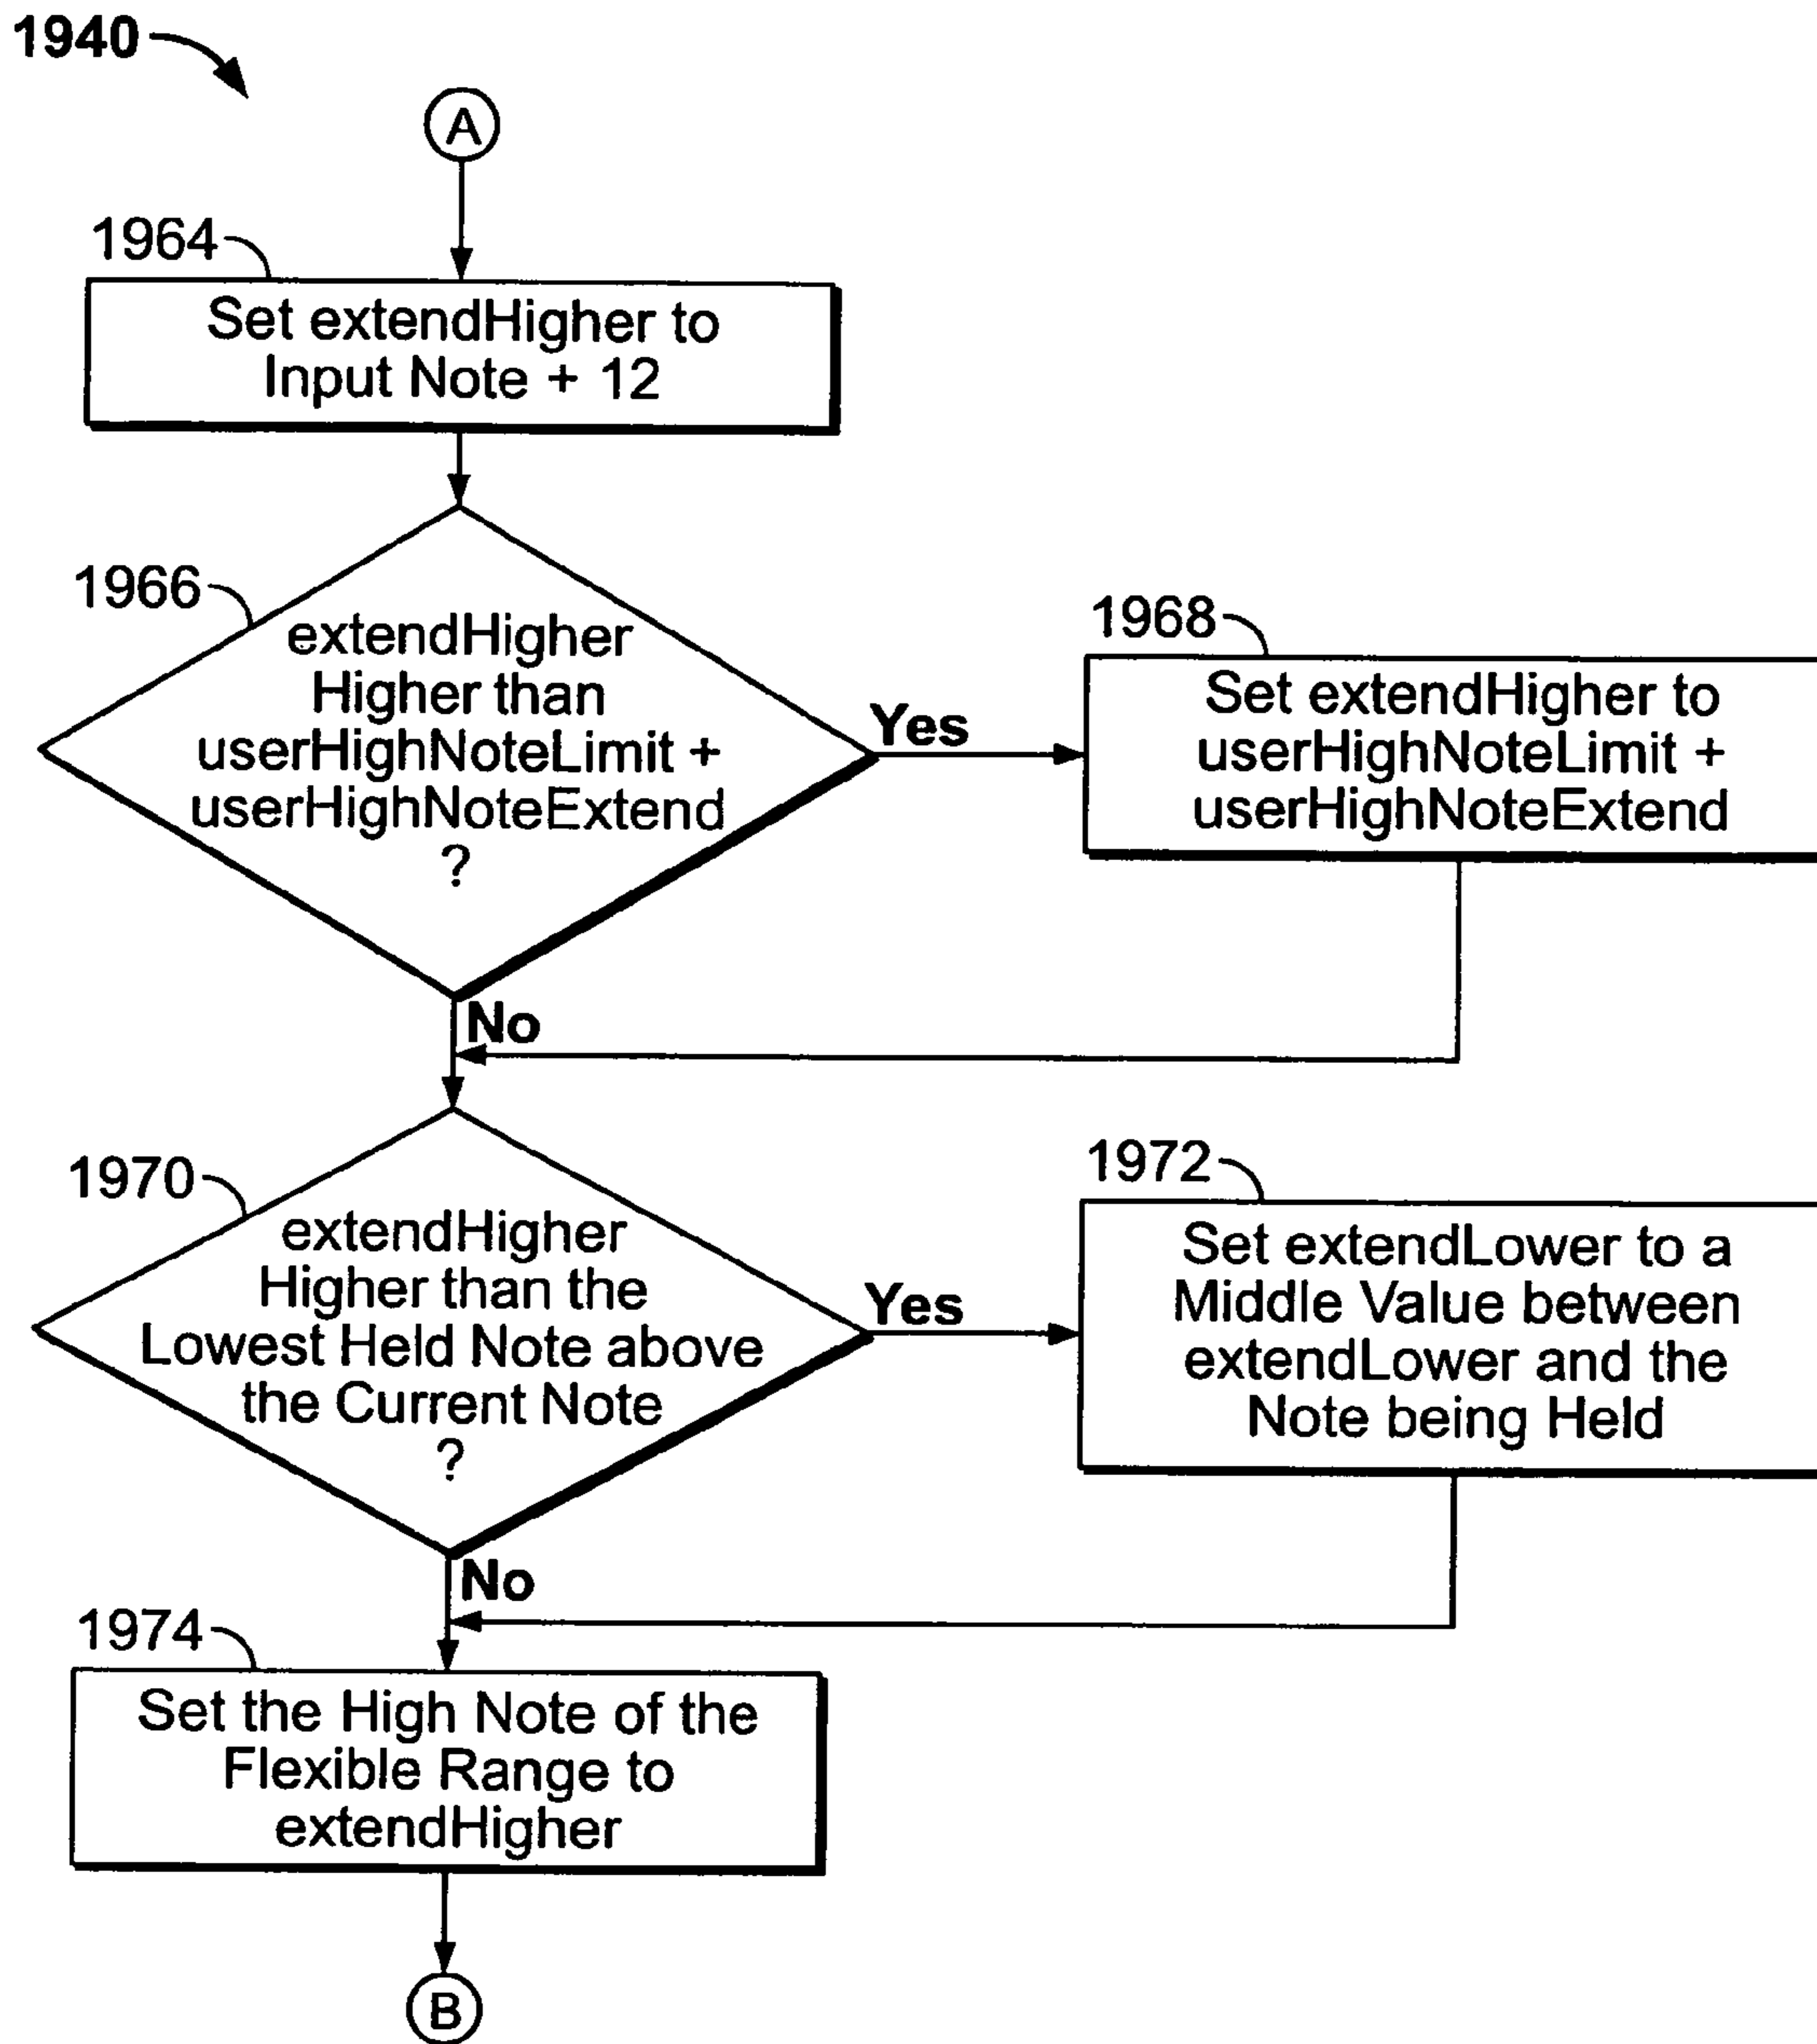 1940
A
1964
Set extendHigher to
Input Note + 12
1966
extendHigher
Higher than
userHighNoteLimit +
userHighNoteExtend
?
Yes
1968
Set extendHigher to
userHighNoteLimit +
userHighNoteExtend
No
1970
extendHigher
Higher than the
Lowest Held Note above
the Current Note
?
Yes
1972
Set extendLower to a
Middle Value between
extendLower and the
Note being Held
No
1974
Set the High Note of the
Flexible Range to
extendHigher
B